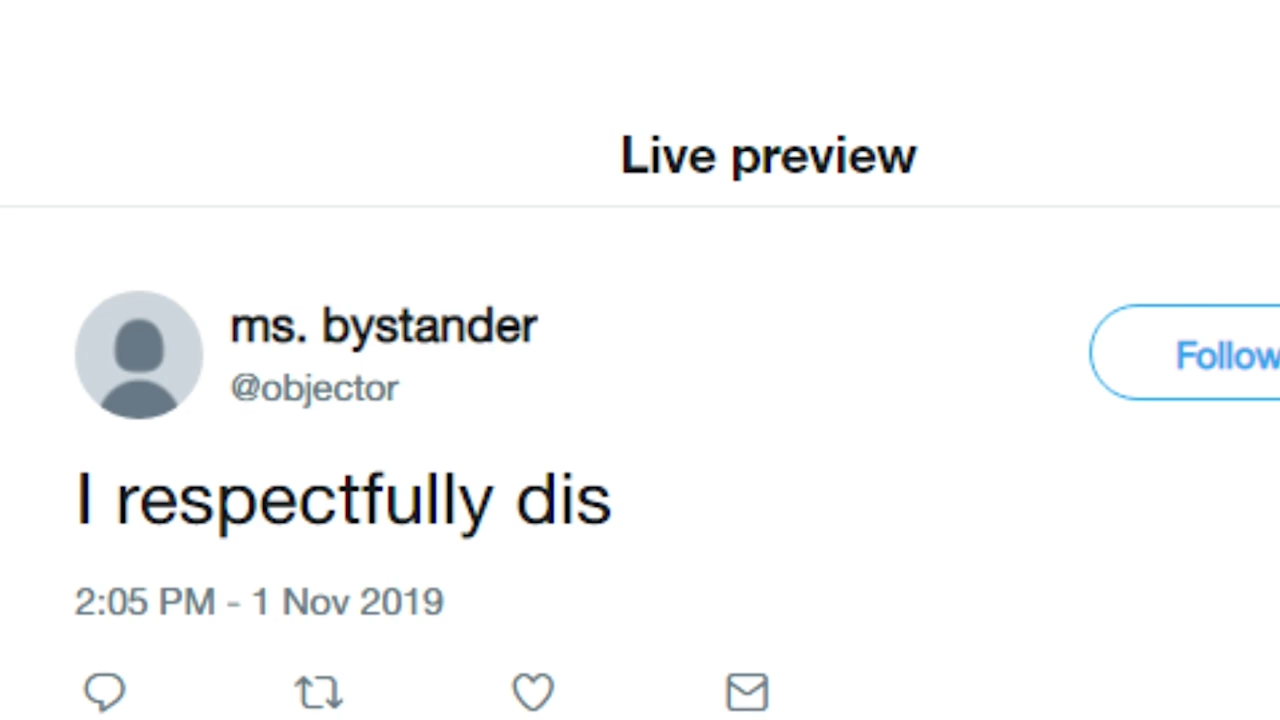 Live preview
ms. bystander
Follow
@objector
I respectfully dis
2:05 PM - 1 Nov 2019